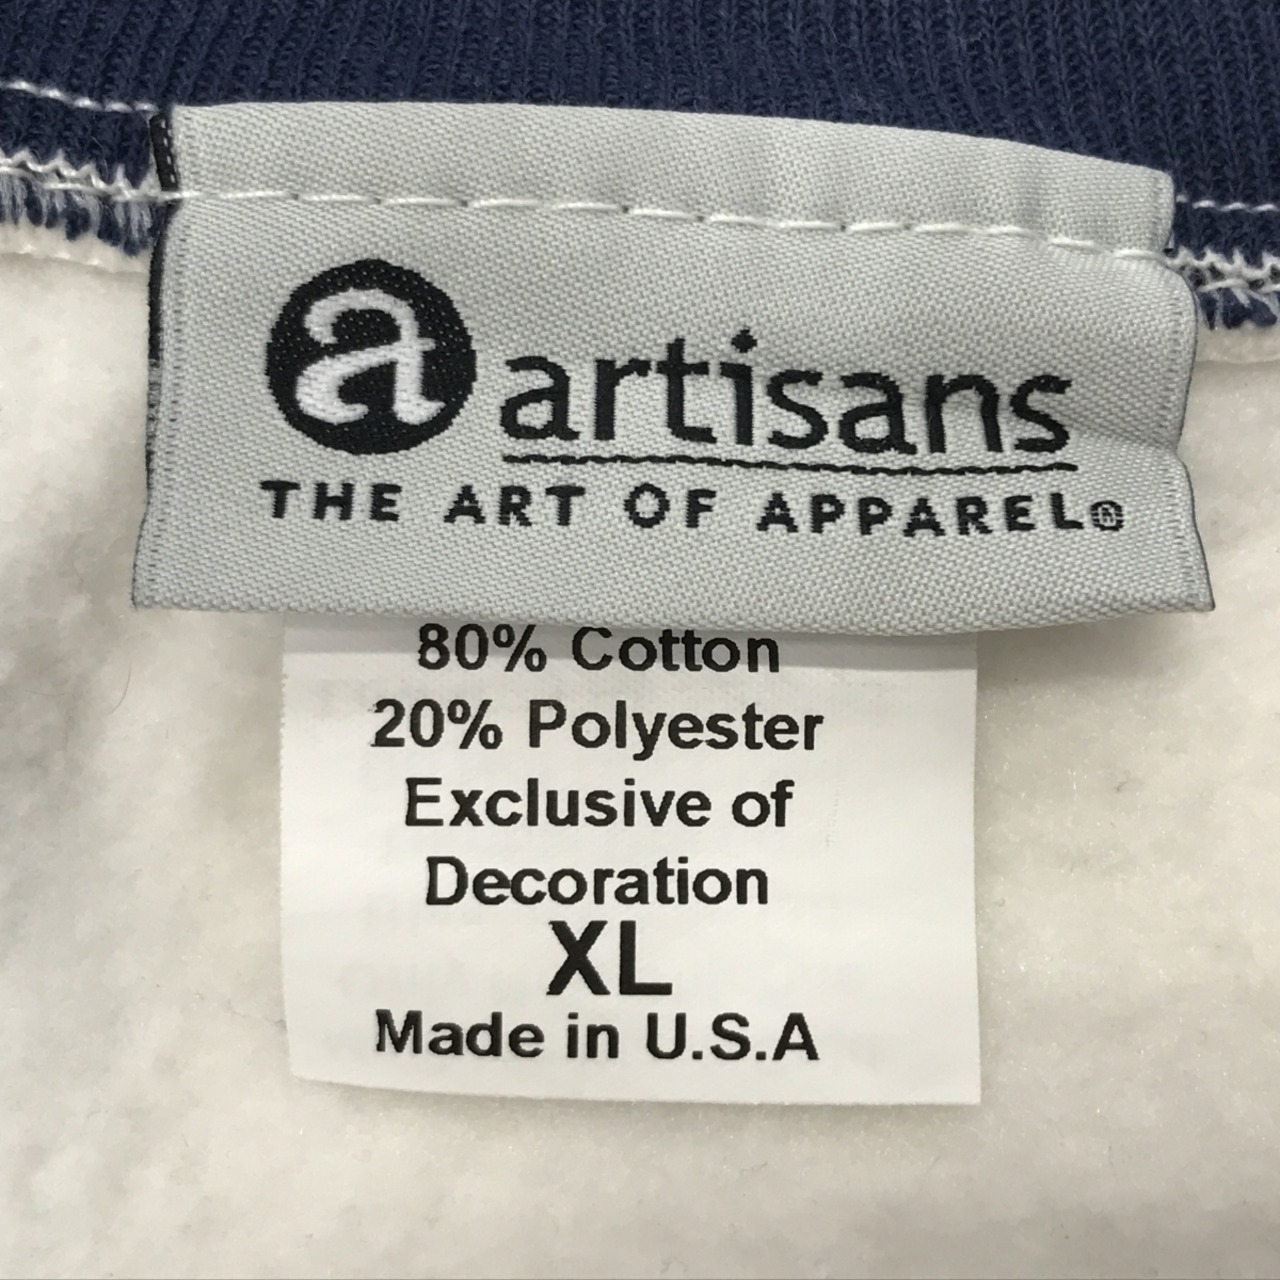 a artisans
THE ART OF APPAREL®
80% Cotton
20% Polyester
Exclusive of
Decoration
XL
Made in U.S.A